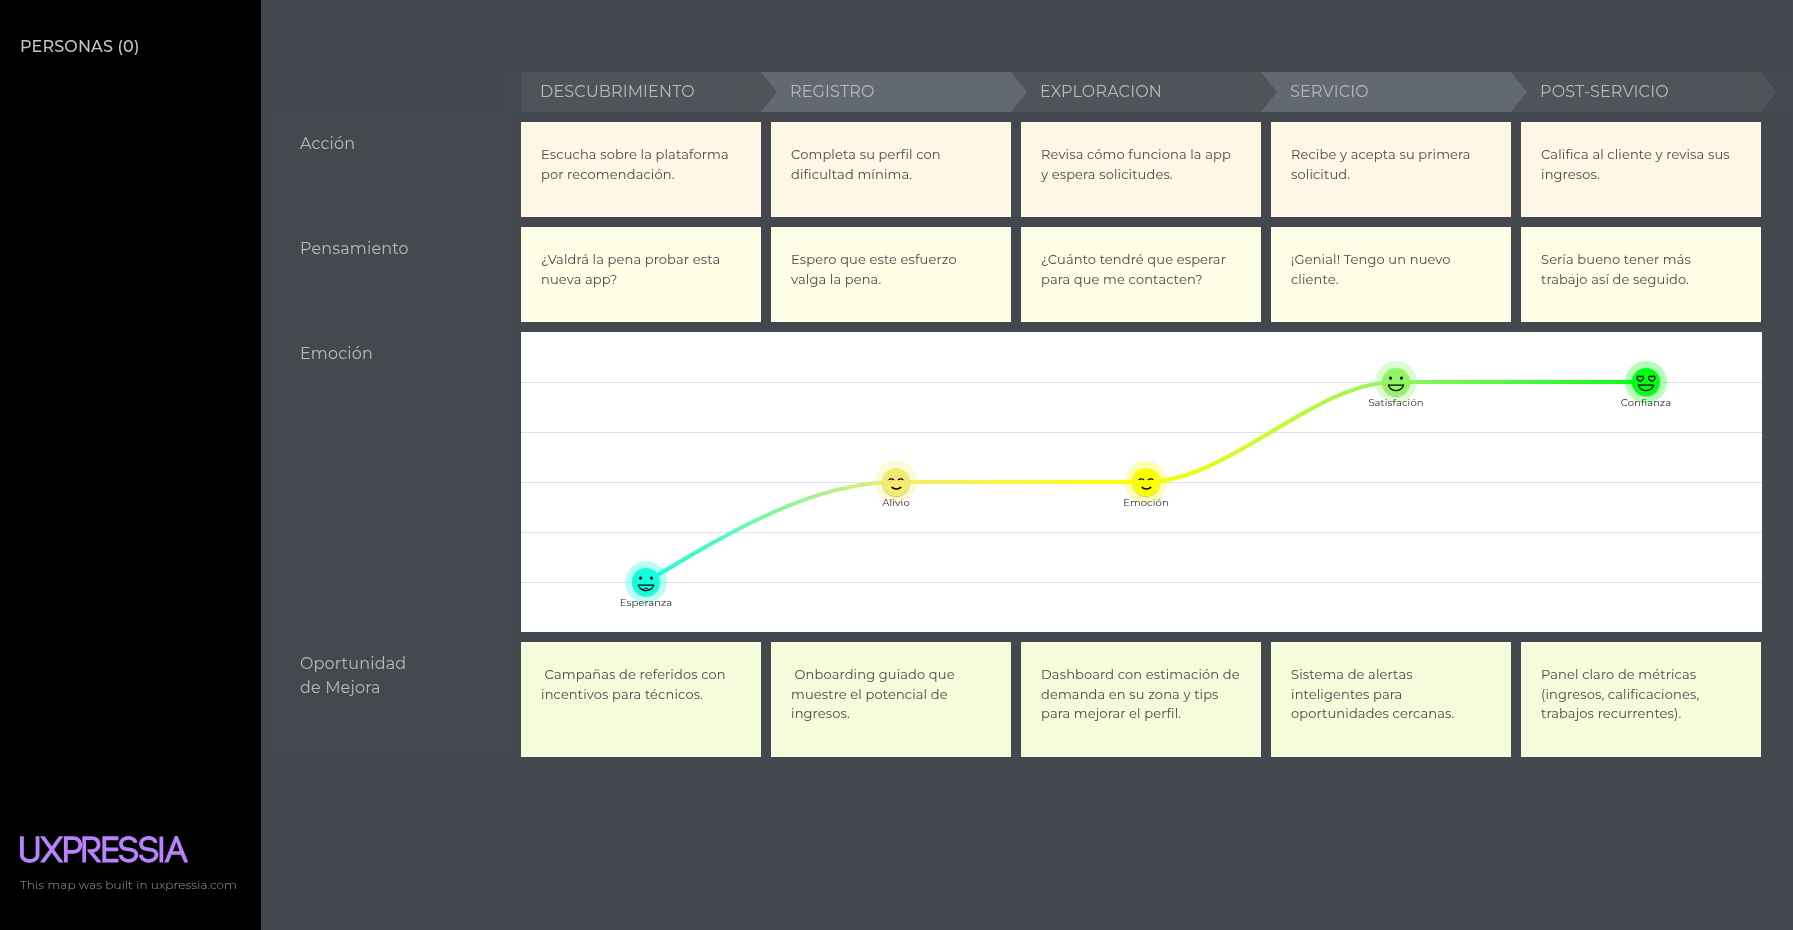 PERSONAS (0)
DESCUBRIMIENTO
REGISTRO
EXPLORACION
SERVICIO
POST-SERVICIO
Acción
Escucha sobre la plataforma
por recomendación.
Completa su perfil con
dificultad mínima.
Revisa cómo funciona la app
y espera solicitudes.
Recibe y acepta su primera
solicitud.
Califica al cliente y revisa sus
ingresos.
Pensamiento
¿Valdrá la pena probar esta
nueva app?
Espero que este esfuerzo
valga la pena.
¿Cuánto tendré que esperar
para que me contacten?
¡Genial! Tengo un nuevo
cliente.
Sería bueno tener más
trabajo así de seguido.
Emoción
Esperanza
Alivio
Emoción
Satisfación
Confianza
Oportunidad
de Mejora
Campañas de referidos con
incentivos para técnicos.
Onboarding guiado que
muestre el potencial de
ingresos.
Dashboard con estimación de
demanda en su zona y tips
para mejorar el perfil.
Sistema de alertas
inteligentes para
oportunidades cercanas.
Panel claro de métricas
(ingresos, calificaciones,
trabajos recurrentes).
UXPRESSIA
This map was built in uxpressia.com